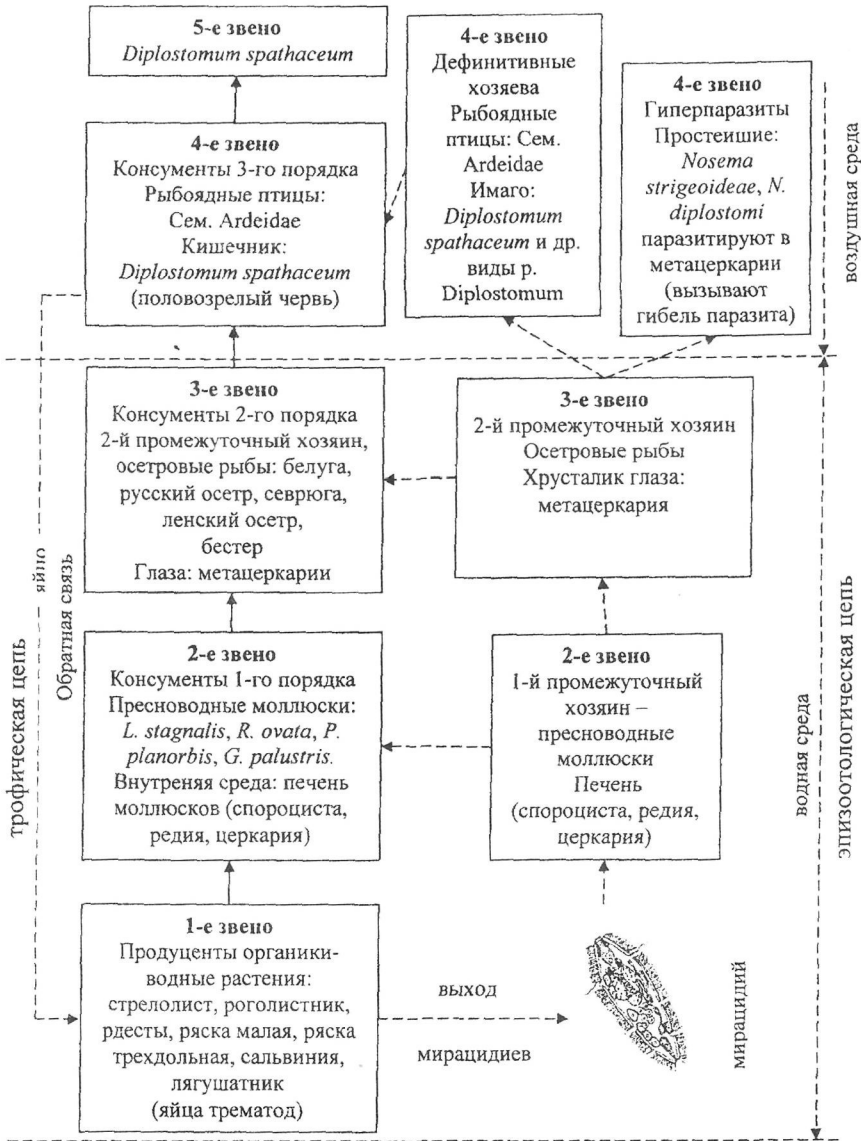 5-е звено
Diplostomum spathaceum
4-е звено
Дефинитивные
хозяева
Рыбоядные
птицы: Сем.
Ardeidae
Имаго:
Diplostomum
spathaceum и др.
виды р.
Diplostomum
4-е звено
Гиперпаразиты
Простеишие:
Nosema
strigeoideae, N.
diplostomi
паразитируют в
метацеркарии
(вызывают
гибель паразита)
воздушная среда
4-е звено
Консументы 3-го порядка
Рыбоядные птицы:
Сем. Ardeidae
Кишечник:
Diplostomum spathaceum
(половозрелый червь)
3-е звено
Консументы 2-го порядка
2-й промежуточный хозяин,
осетровые рыбы: белуга,
русский осетр, севрюга,
ленский осетр,
бестер
Глаза: метацеркарии
3-е звено
2-й промежуточный хозяин
Осетровые рыбы
Хрусталик глаза:
метацеркария
трофическая цепь
яйцо
Обратная связь
2-е звено
Консументы 1-го порядка
Пресноводные моллюски:
L. stagnalis, R. ovata, P.
planorbis, G. palustris.
Внутреняя среда: печень
моллюсков (спороциста,
редия, церкария)
2-е звено
1-й промежуточный
хозяин –
пресноводные
моллюски
Печень
(спороциста, редия,
церкария)
водная среда
эпизоотологическая цепь
1-е звено
Продуценты органики-
водные растения:
стрелолист, роголистник,
рдесты, ряска малая, ряска
трехдольная, сальвиния,
лягушатник
(яйца трематод)
выход
мирацидиев
мирацидий